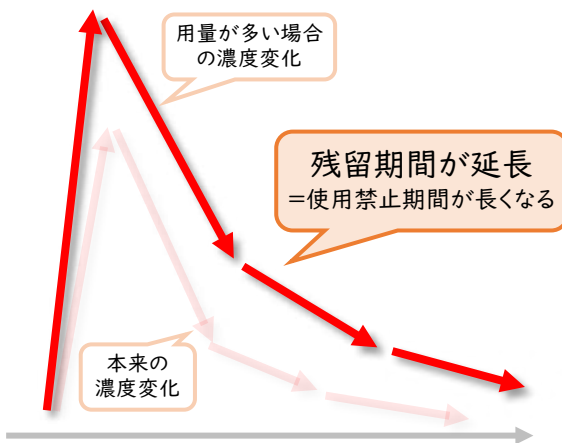 用量が多い場合
の濃度変化
残留期間が延長
=使用禁止期間が長くなる
本来の
濃度変化